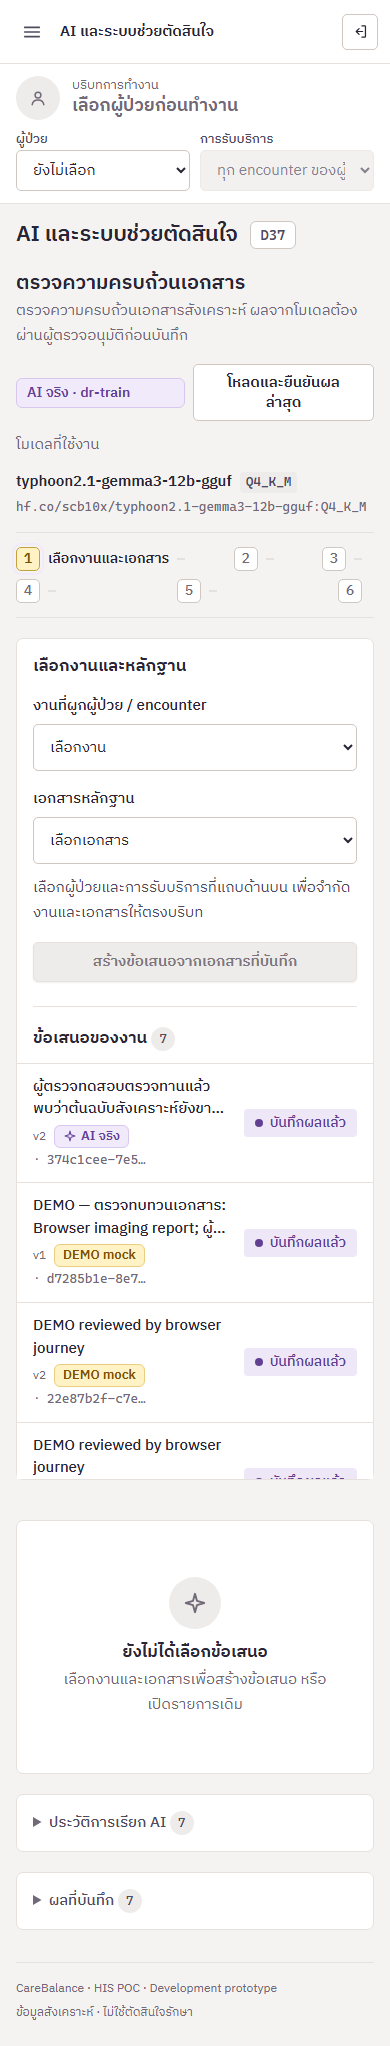 AI และระบบช่วยตัดสินใจ
บริบทการทำงาน
เลือกผู้ป่วยก่อนทำงาน
ผู้ป่วย
การรับบริการ
ยังไม่เลือก
ทุก encounter ของผู้
AI และระบบช่วยตัดสินใจ D37
ตรวจความครบถ้วนเอกสาร
ตรวจความครบถ้วนเอกสารสังเคราะห์ ผลจากโมเดลต้อง
ผ่านผู้ตรวจอนุมัติก่อนบันทึก
AI จริง · dr-train
โหลดและยืนยันผล
ล่าสุด
โมเดลที่ใช้งาน
typhoon2.1-gemma3-12b-gguf Q4_K_M
hf.co/scb10x/typhoon2.1-gemma3-12b-gguf:Q4_K_M
1 เลือกงานและเอกสาร — 2 — 3 —
4 — 5 — 6
เลือกงานและหลักฐาน
งานที่ผูกผู้ป่วย / encounter
เลือกงาน
เอกสารหลักฐาน
เลือกเอกสาร
เลือกผู้ป่วยและการรับบริการที่แถบด้านบน เพื่อจำกัด
งานและเอกสารให้ตรงบริบท
สร้างข้อเสนอจากเอกสารที่บันทึก
ข้อเสนอของงาน 7
ผู้ตรวจทดสอบตรวจทานแล้ว
พบว่าต้นฉบับสังเคราะห์ยังขา…
v2 AI จริง
· 374c1cee-7e5…
บันทึกผลแล้ว
DEMO — ตรวจทบทวนเอกสาร:
Browser imaging report; ผู้…
v1 DEMO mock
· d7285b1e-8e7…
บันทึกผลแล้ว
DEMO reviewed by browser
journey
v2 DEMO mock
· 22e87b2f-c7e…
บันทึกผลแล้ว
DEMO reviewed by browser
journey
ยังไม่ได้เลือกข้อเสนอ
เลือกงานและเอกสารเพื่อสร้างข้อเสนอ หรือ
เปิดรายการเดิม
ประวัติการเรียก AI 7
ผลที่บันทึก 7
CareBalance · HIS POC · Development prototype
ข้อมูลสังเคราะห์ · ไม่ใช้ตัดสินใจรักษา